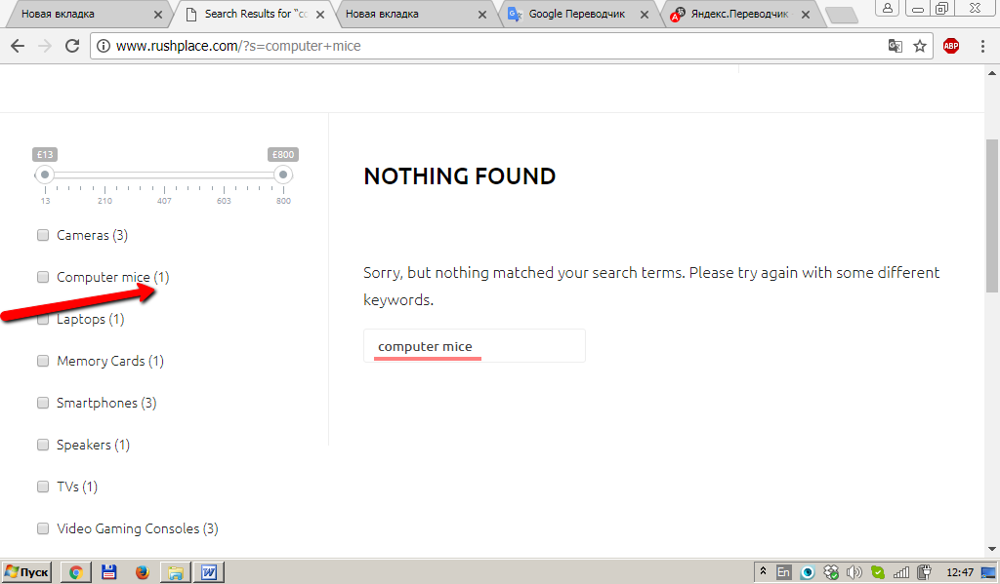 Новая вкладка
Search Results for "co
Новая вкладка
Google Переводчик
Яндекс.Переводчик
www.rushplace.com/?s=computer+mice
ABP
£13
£800
13
210
407
603
800
Cameras (3)
Computer mice (1)
Laptops (1)
Memory Cards (1)
Smartphones (3)
Speakers (1)
TVs (1)
Video Gaming Consoles (3)
NOTHING FOUND
Sorry, but nothing matched your search terms. Please try again with some different
keywords.
computer mice
Пуск
En
12:47